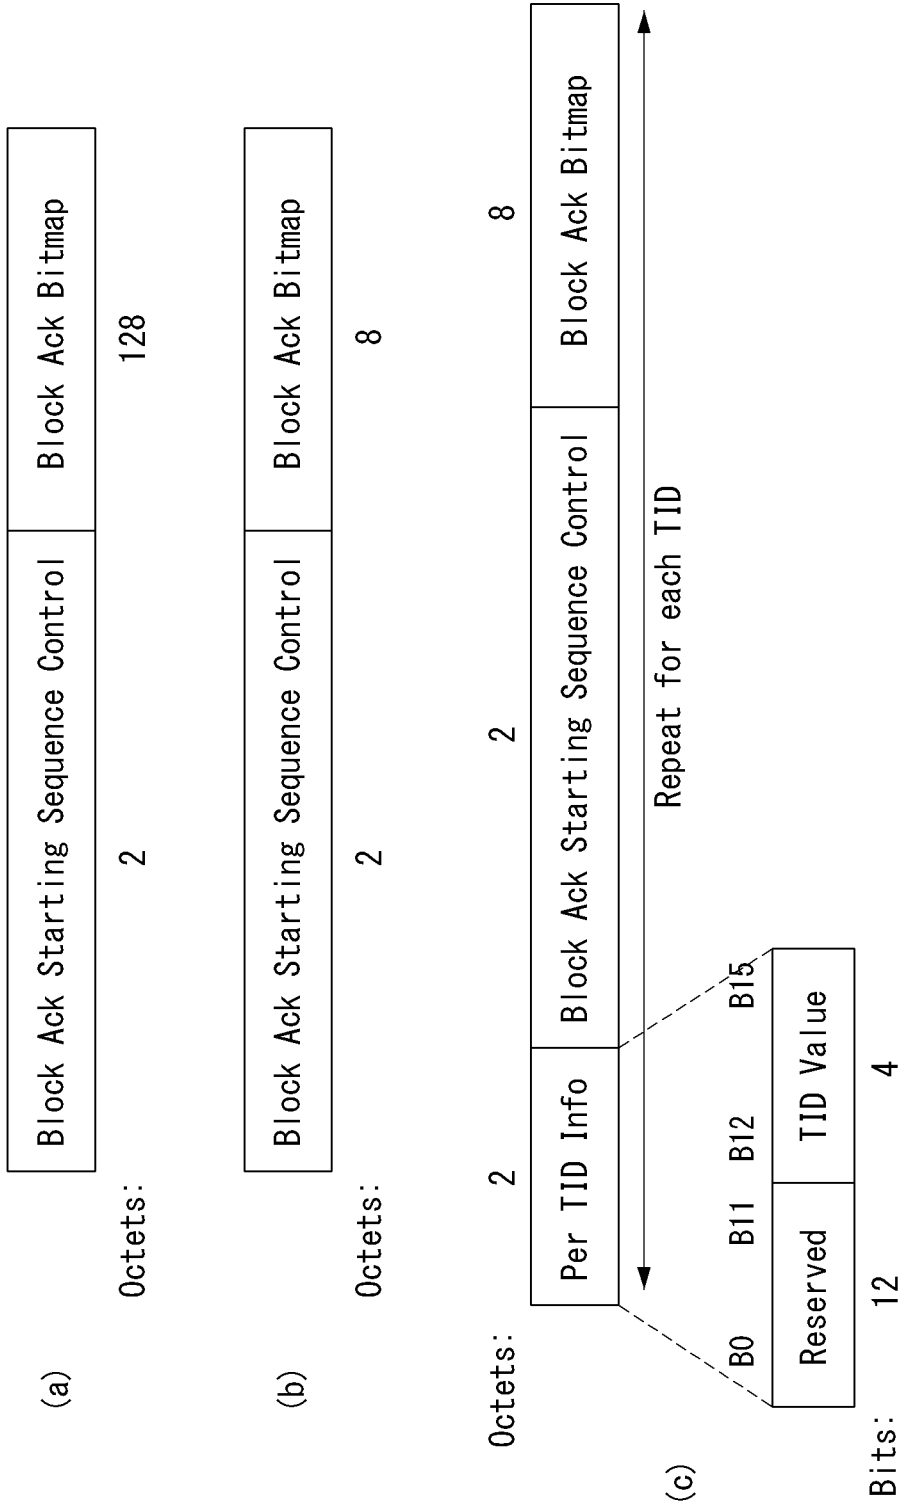 (a)
Block Ack Starting Sequence Control Block Ack Bitmap
Octets: 2 128
(b)
Block Ack Starting Sequence Control Block Ack Bitmap
Octets: 2 8
(c)
Octets: 2 2 8
Per TID Info Block Ack Starting Sequence Control Block Ack Bitmap
Repeat for each TID
B0 B11 B12 B15
Reserved TID Value
Bits: 12 4